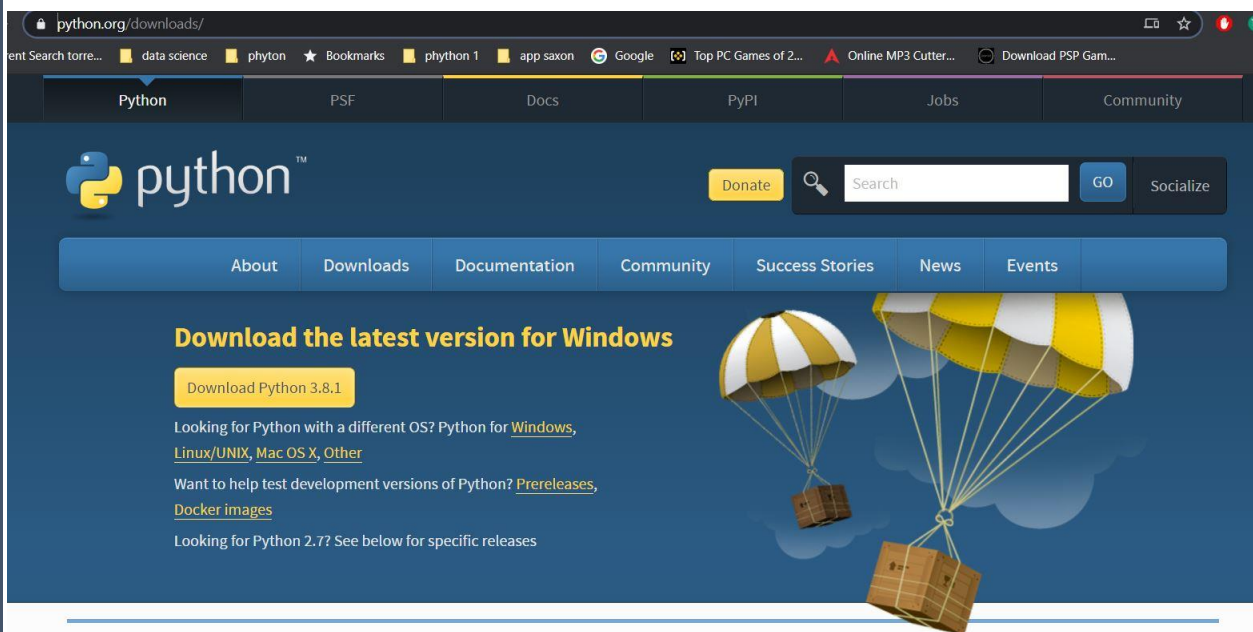 python.org/downloads/
rent Search torre... data science phyton Bookmarks phython 1 app saxon Google Top PC Games of 2... Online MP3 Cutter... Download PSP Gam...
Python PSF Docs PyPI Jobs Community
python™
Donate Search GO Socialize
About Downloads Documentation Community Success Stories News Events
Download the latest version for Windows
Download Python 3.8.1
Looking for Python with a different OS? Python for Windows,
Linux/UNIX, Mac OS X, Other
Want to help test development versions of Python? Prereleases,
Docker images
Looking for Python 2.7? See below for specific releases